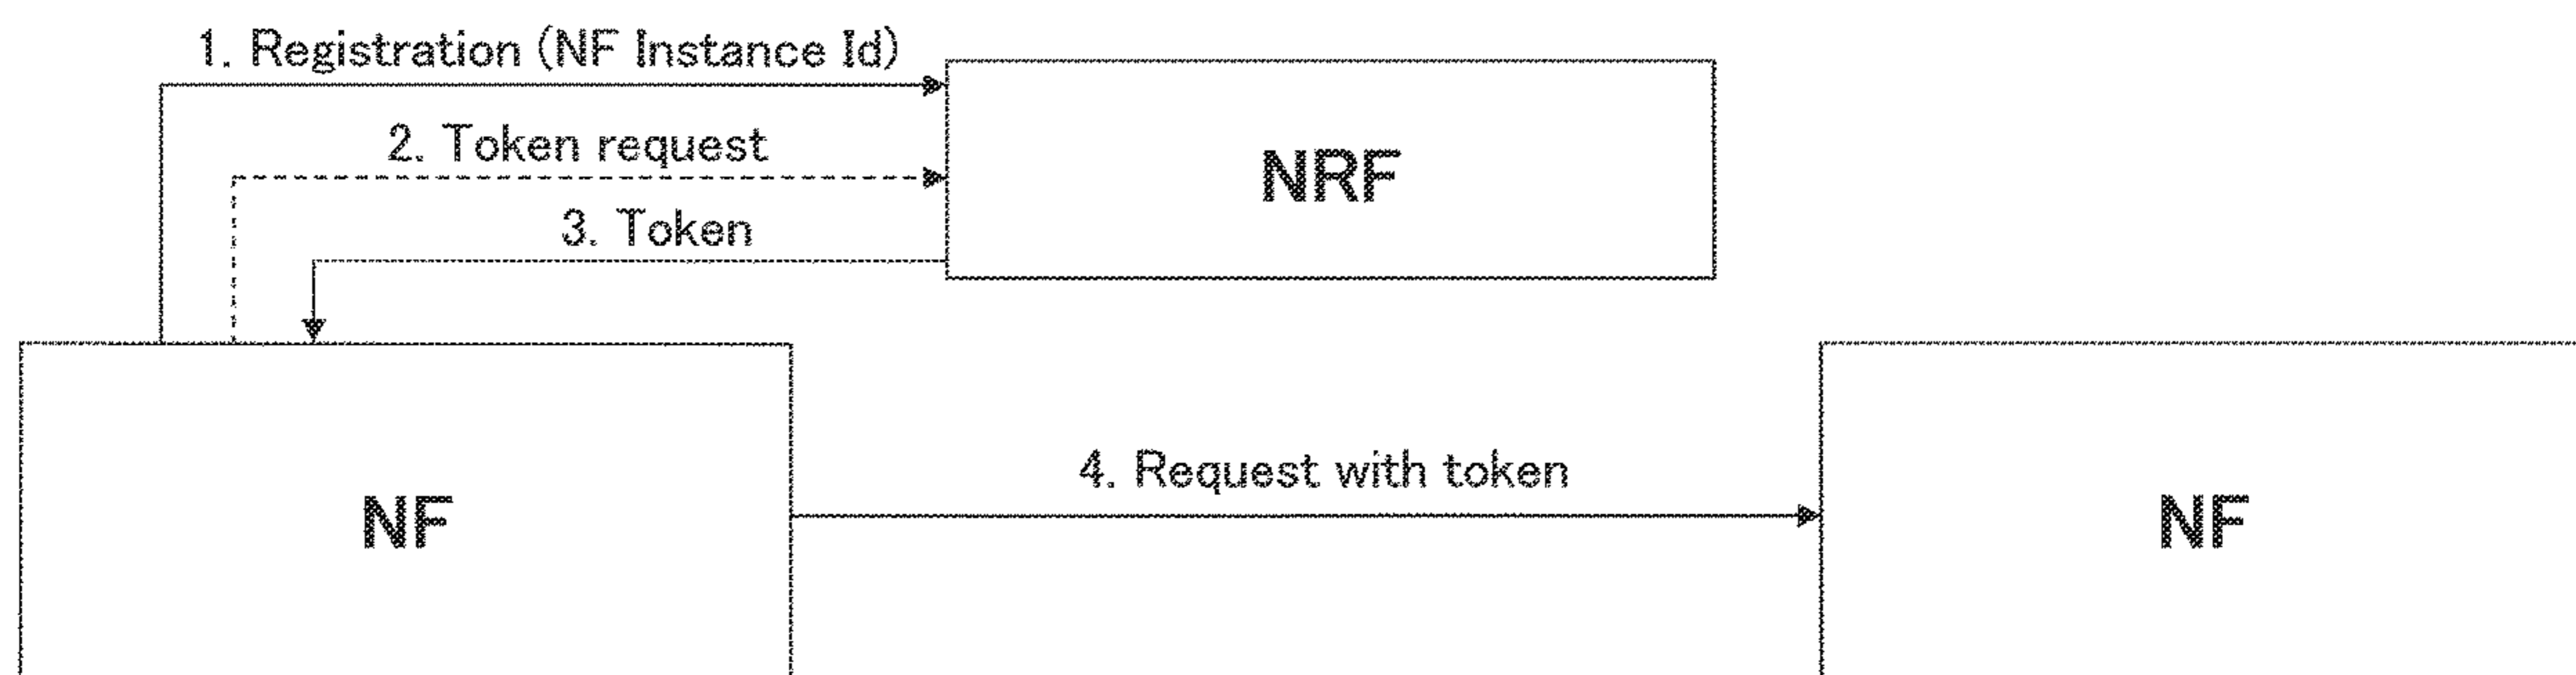 1. Registration (NF Instance Id)
2. Token request
NRF
3. Token
4. Request with token
NF
NF